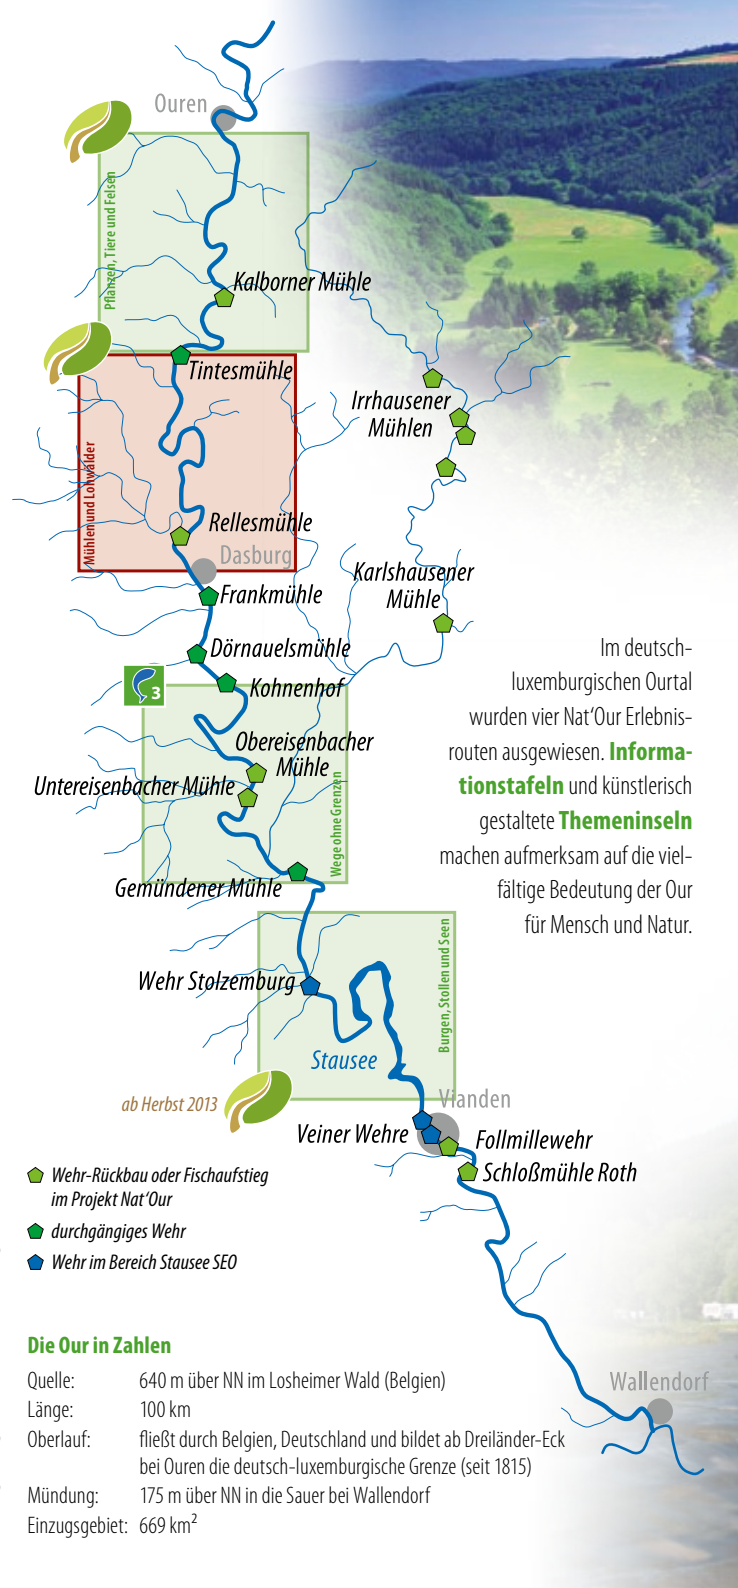 Ouren
Pflanzen, Tiere und Felsen
Kalborner Mühle
Tintesmühle
Irrhausener
Mühlen
Mühlen und Lohwälder
Rellesmühle
Dasburg
Karlshausener
Mühle
Frankmühle
Dörnauelsmühle
3
Kohnenhof
Obereisenbacher
Mühle
Untereisenbacher Mühle
Wege ohne Grenzen
Gemündener Mühle
Im deutsch-
luxemburgischen Ourtal
wurden vier Nat‘Our Erlebnis-
routen ausgewiesen. Informa-
tionstafeln und künstlerisch
gestaltete Themeninseln
machen aufmerksam auf die viel-
fältige Bedeutung der Our
für Mensch und Natur.
Burgen, Stollen und Seen
Wehr Stolzemburg
Stausee
ab Herbst 2013
Vianden
Veiner Wehre
Follmillewehr
Schloßmühle Roth
Wehr-Rückbau oder Fischaufstieg
im Projekt Nat‘Our
durchgängiges Wehr
Wehr im Bereich Stausee SEO
Wallendorf
Die Our in Zahlen
Quelle: 640 m über NN im Losheimer Wald (Belgien)
Länge: 100 km
Oberlauf: fließt durch Belgien, Deutschland und bildet ab Dreiländer-Eck
bei Ouren die deutsch-luxemburgische Grenze (seit 1815)
Mündung: 175 m über NN in die Sauer bei Wallendorf
Einzugsgebiet: 669 km²